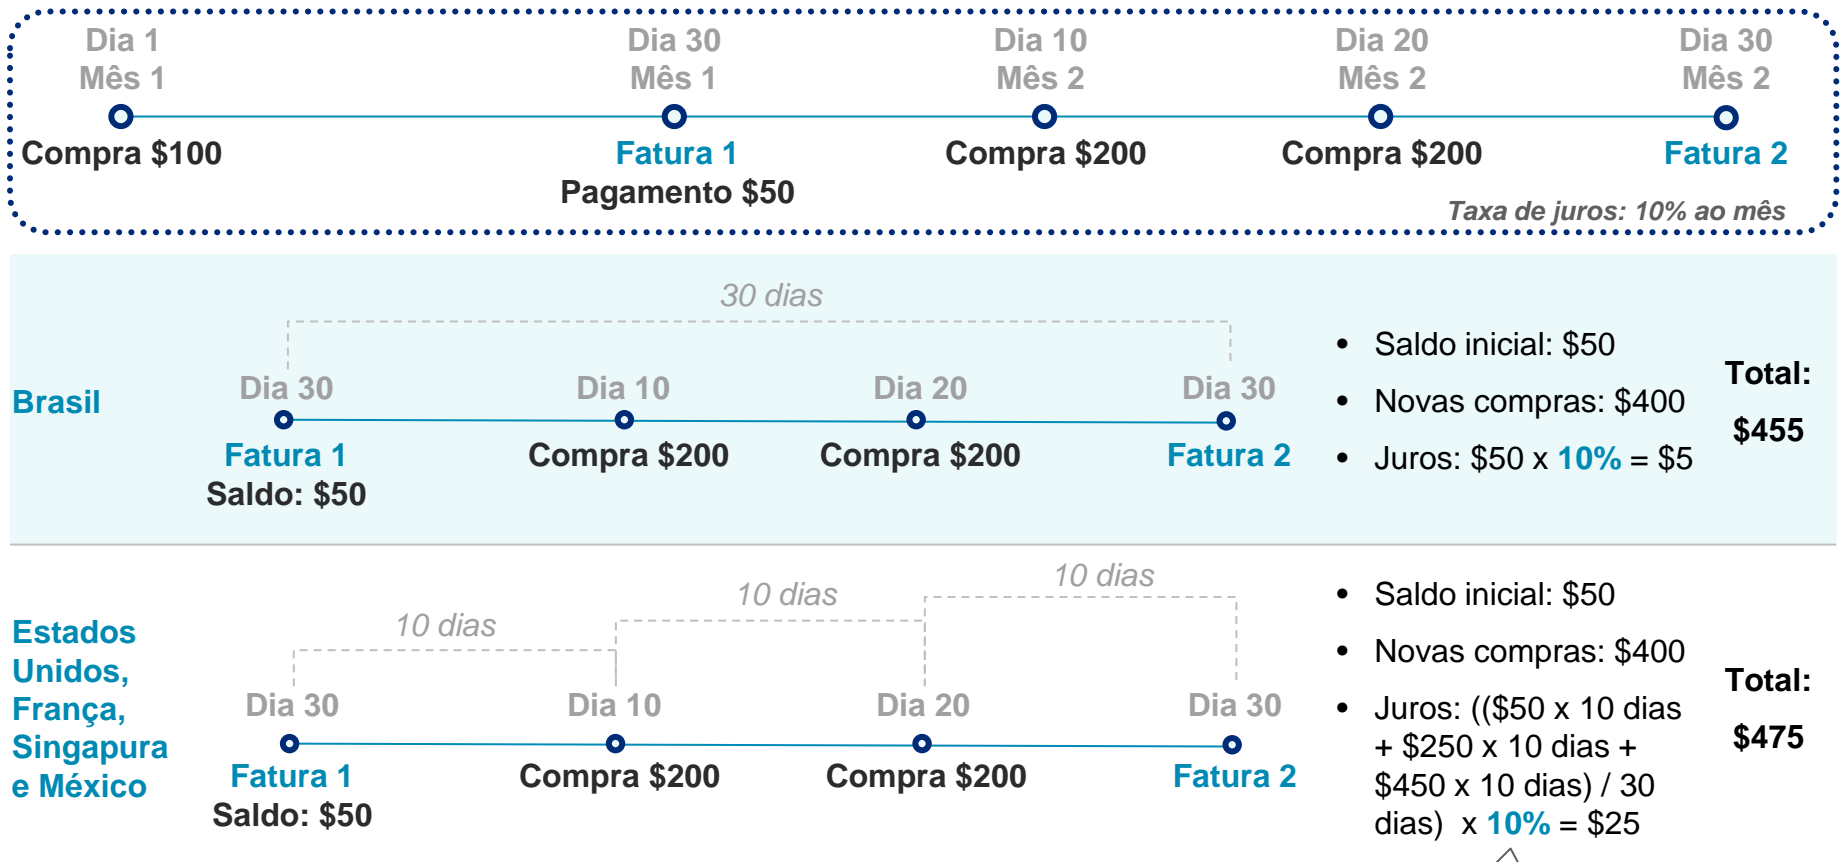 Dia 1
Mês 1
Dia 30
Mês 1
Dia 10
Mês 2
Dia 20
Mês 2
Dia 30
Mês 2
Compra $100
Fatura 1
Pagamento $50
Compra $200
Compra $200
Fatura 2
Taxa de juros: 10% ao mês
Brasil
30 dias
Dia 30
Dia 10
Dia 20
Dia 30
Fatura 1
Saldo: $50
Compra $200
Compra $200
Fatura 2
• Saldo inicial: $50
• Novas compras: $400
• Juros: $50 x 10% = $5
Total:
$455
Estados
Unidos,
França,
Singapura
e México
10 dias
10 dias
10 dias
Dia 30
Dia 10
Dia 20
Dia 30
Fatura 1
Saldo: $50
Compra $200
Compra $200
Fatura 2
• Saldo inicial: $50
• Novas compras: $400
• Juros: (($50 x 10 dias
+ $250 x 10 dias +
$450 x 10 dias) / 30
dias) x 10% = $25
Total:
$475